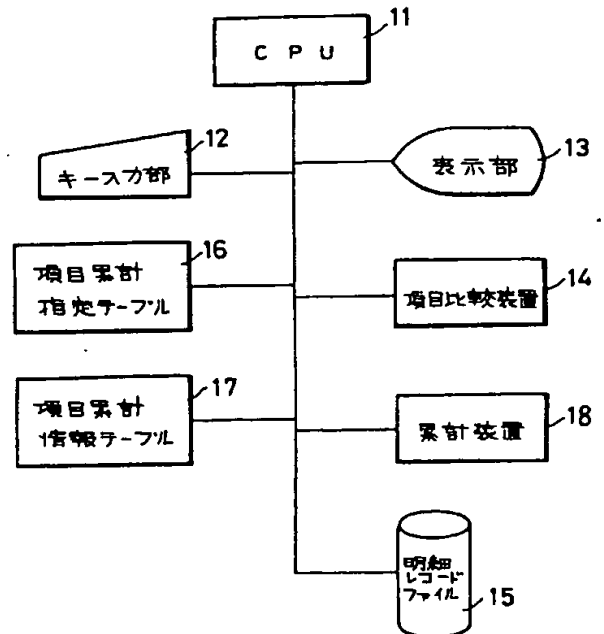 11
CPU
12
キー入力部
13
表示部
16
項目累計
指定テーブル
14
項目比較装置
17
項目累計
情報テーブル
18
累計装置
明細
レコード
ファイル
15